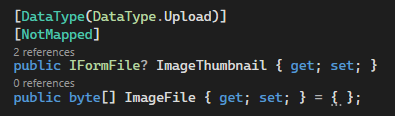 [DataType(DataType.Upload)]
[NotMapped]
2 references
public IFormFile? ImageThumbnail { get; set; }
0 references
public byte[] ImageFile { get; set; } = { };